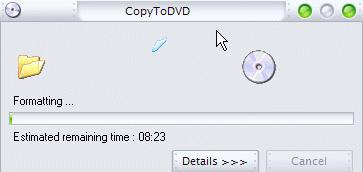 CopyToDVD
Formatting ...
Estimated remaining time : 08:23
Details >>>
Cancel